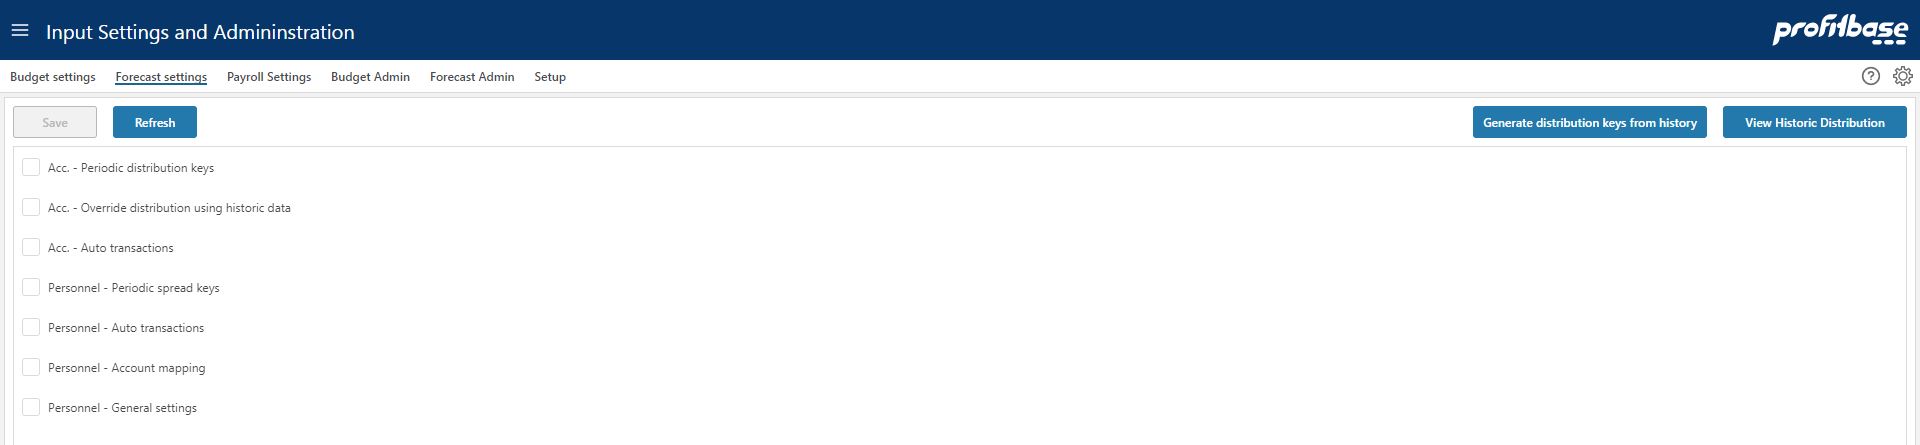 Input Settings and Admininstration
profitbase
Budget settings Forecast settings Payroll Settings Budget Admin Forecast Admin Setup
Save Refresh Generate distribution keys from history View Historic Distribution
Acc. - Periodic distribution keys
Acc. - Override distribution using historic data
Acc. - Auto transactions
Personnel - Periodic spread keys
Personnel - Auto transactions
Personnel - Account mapping
Personnel - General settings